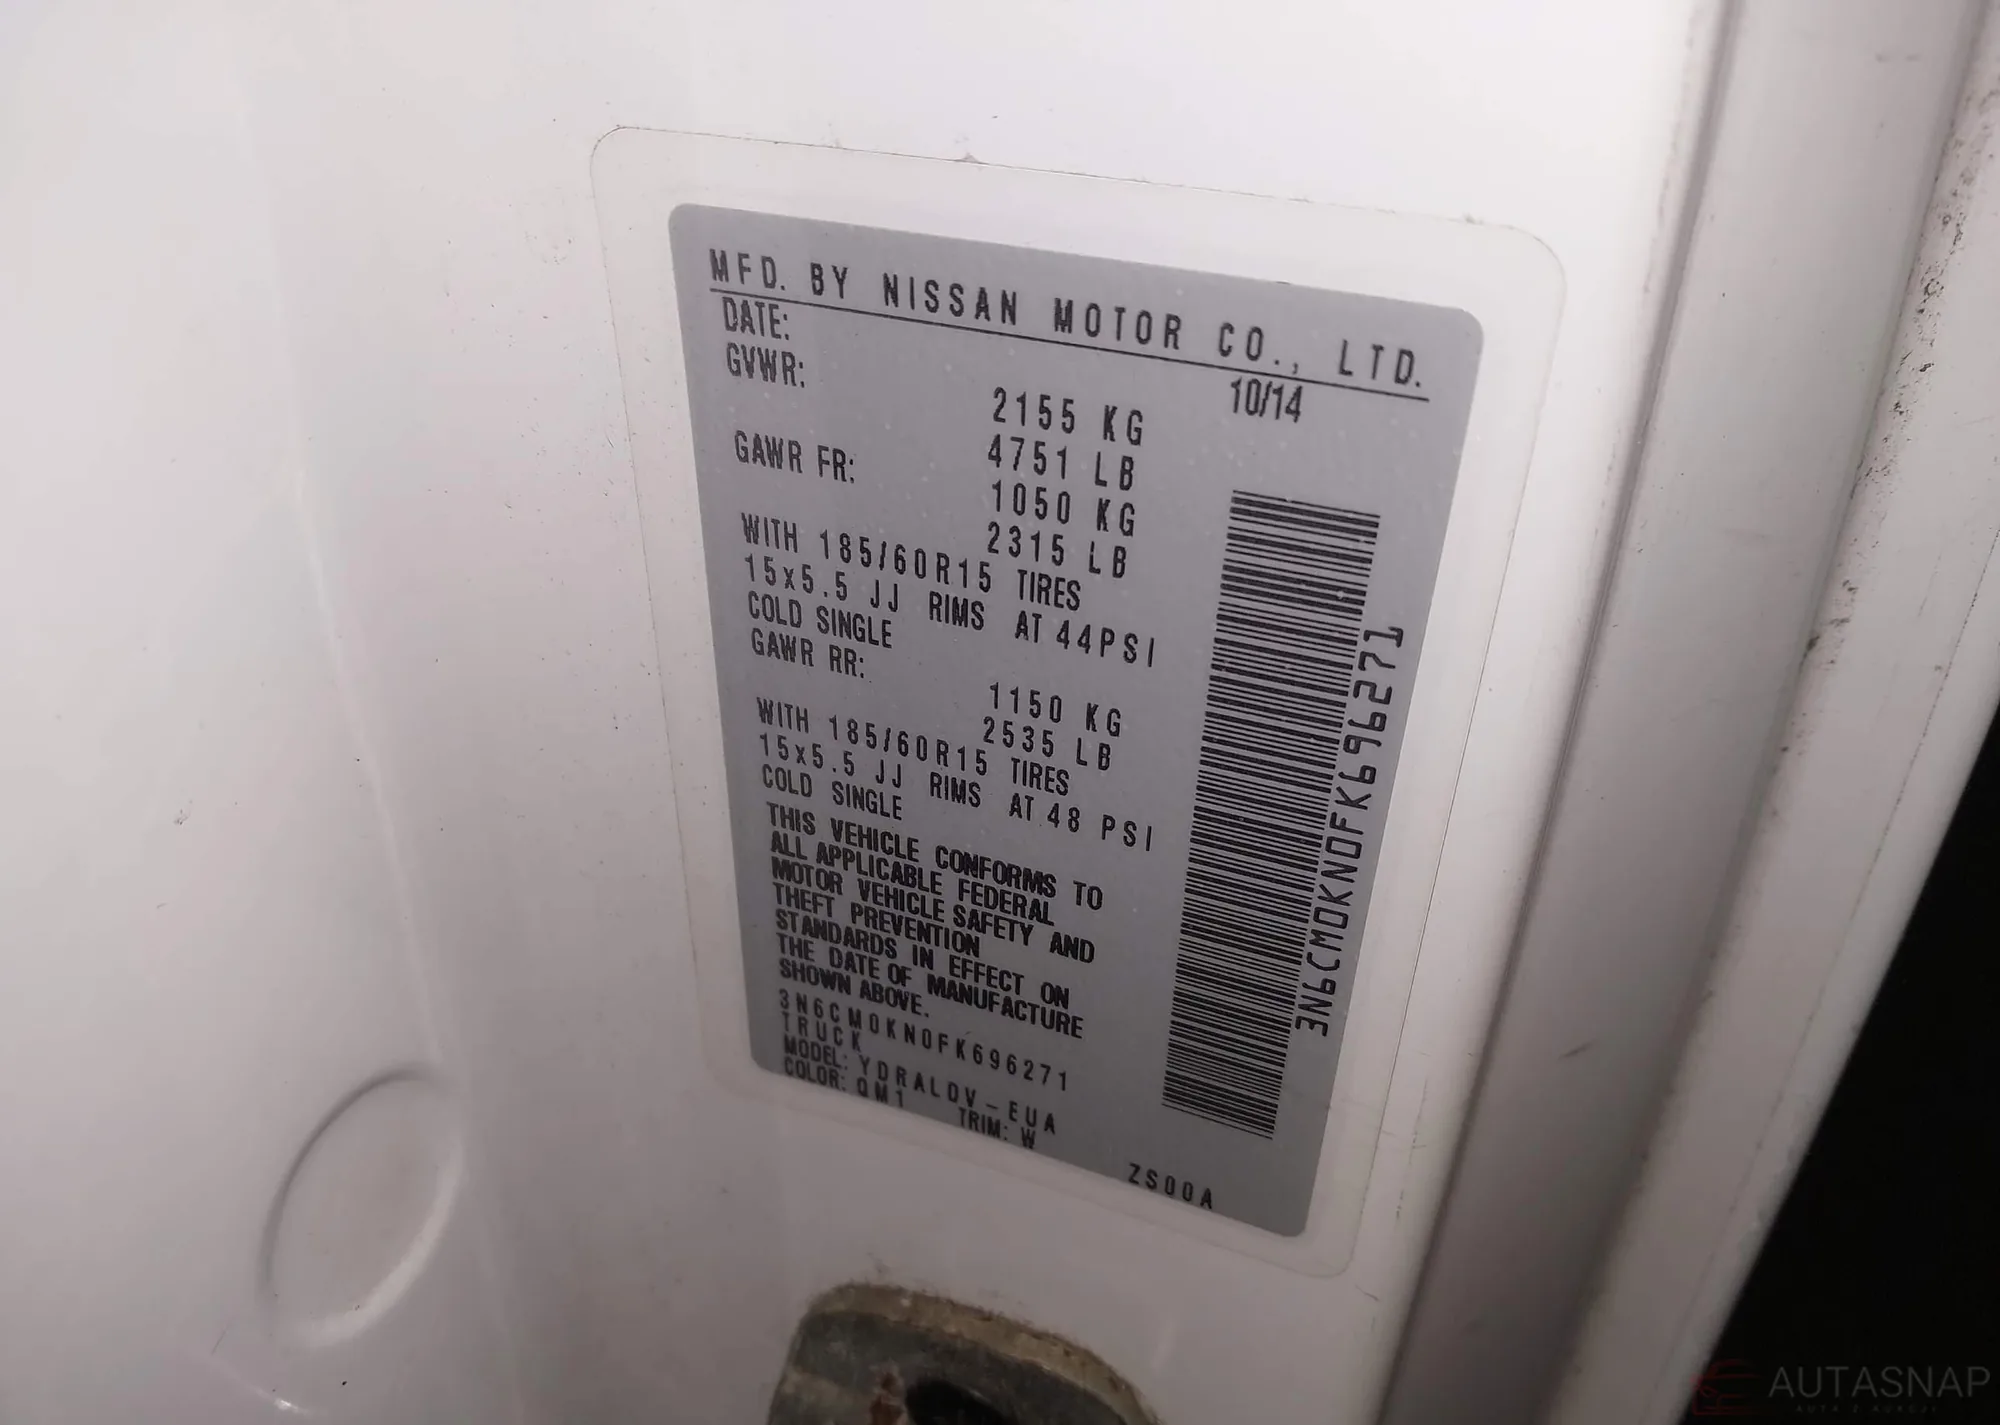 MFD. BY NISSAN MOTOR CO., LTD.
DATE: 10/14
GVWR: 2155 KG
4751 LB
GAWR FR: 1050 KG
2315 LB
WITH 185/60R15 TIRES
15x5.5 JJ RIMS AT 44PSI
COLD SINGLE
GAWR RR: 1150 KG
2535 LB
WITH 185/60R15 TIRES
15x5.5 JJ RIMS AT 48 PSI
COLD SINGLE
THIS VEHICLE CONFORMS TO
ALL APPLICABLE FEDERAL
MOTOR VEHICLE SAFETY AND
THEFT PREVENTION
STANDARDS IN EFFECT ON
THE DATE OF MANUFACTURE
SHOWN ABOVE.
3N6CM0KN0FK696271
TRUCK
MODEL: YDRALDV-EUA
COLOR: QM1 TRIM: W
ZS00A
3N6CM0KN0FK696271
AUTASNAP
AUTA Z AUKCJI